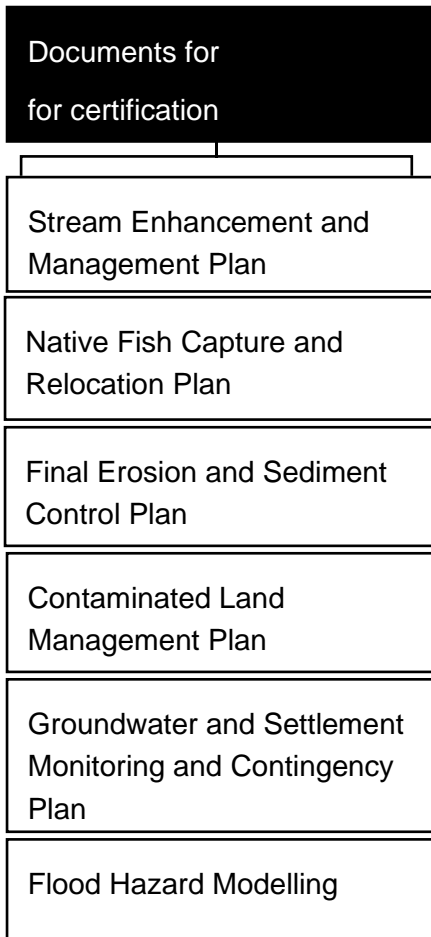 Documents for
for certification
Stream Enhancement and
Management Plan
Native Fish Capture and
Relocation Plan
Final Erosion and Sediment
Control Plan
Contaminated Land
Management Plan
Groundwater and Settlement
Monitoring and Contingency
Plan
Flood Hazard Modelling